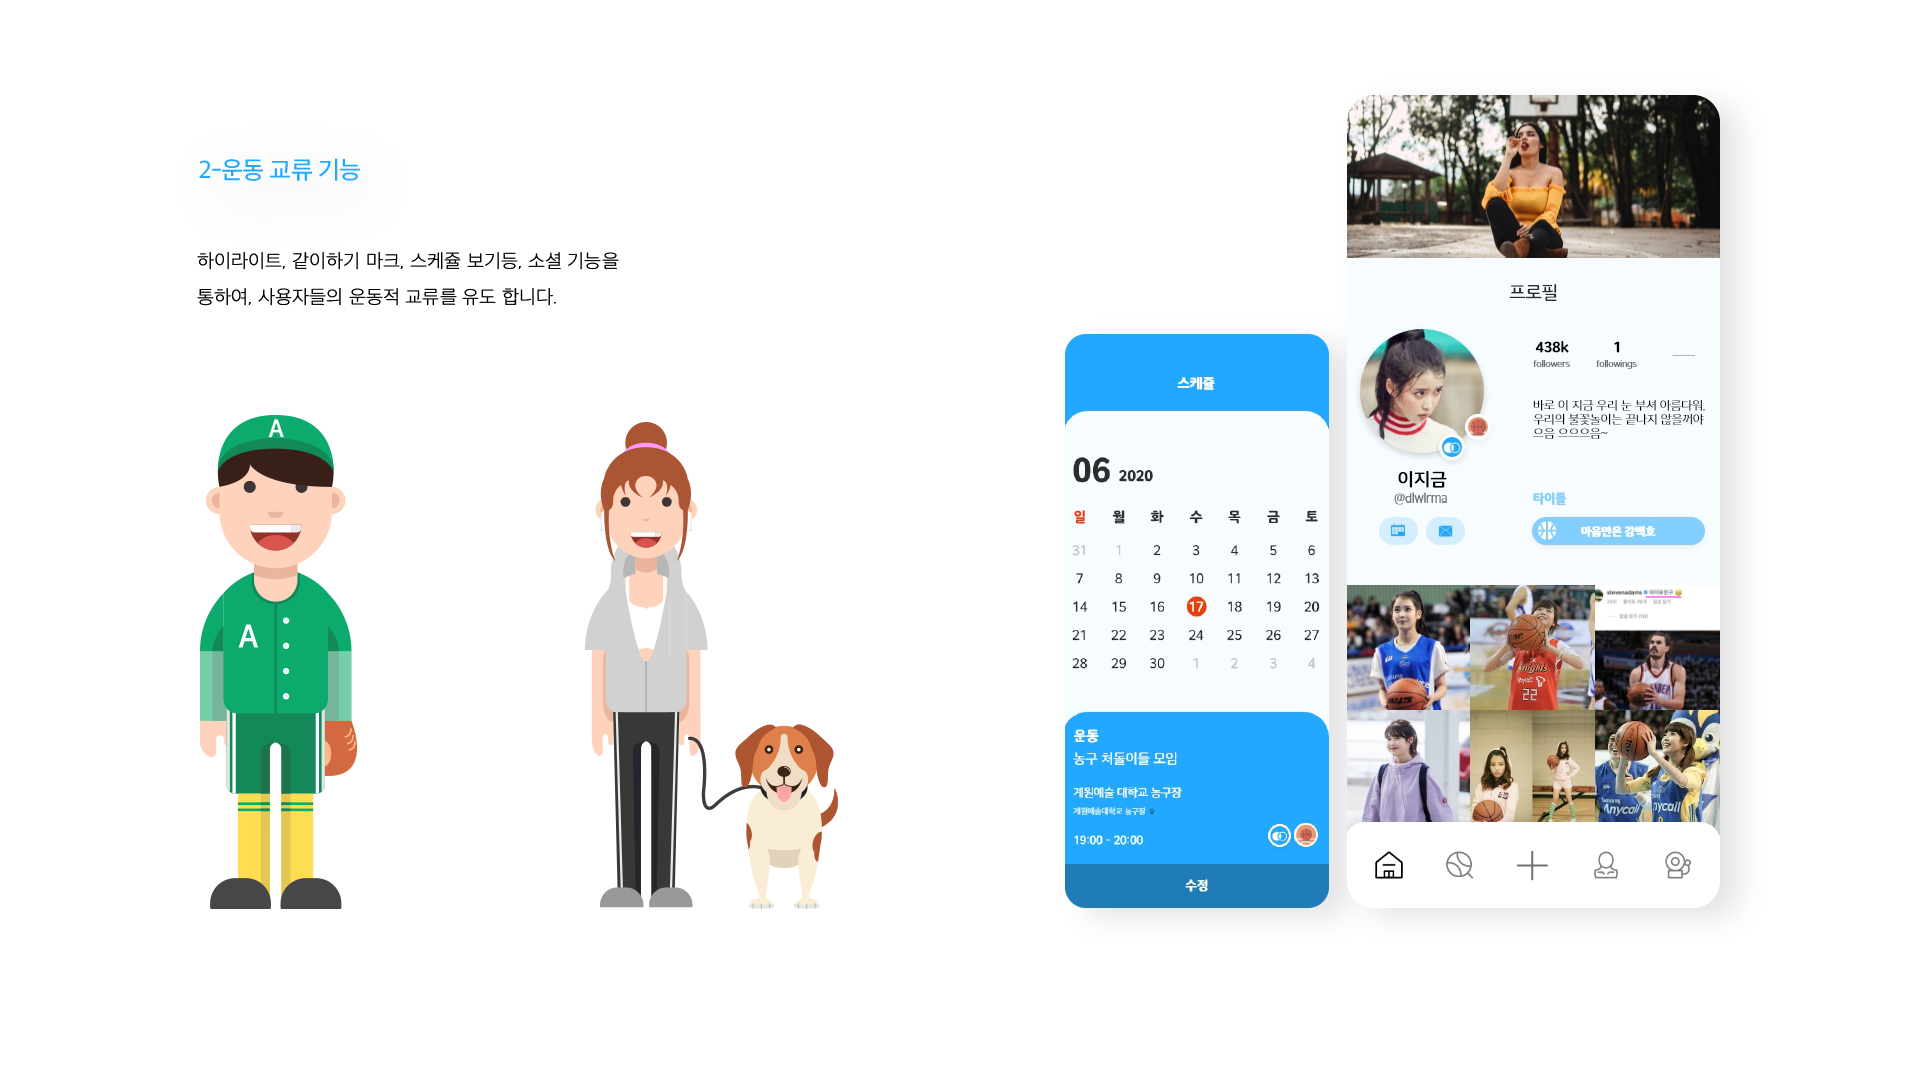 2-운동 교류 기능
하이라이트, 같이하기 마크, 스케쥴 보기등, 소셜 기능을
통하여, 사용자들의 운동적 교류를 유도 합니다.
A
A
스케쥴
06 2020
일 월 화 수 목 금 토
31 1 2 3 4 5 6
7 8 9 10 11 12 13
14 15 16 17 18 19 20
21 22 23 24 25 26 27
28 29 30 1 2 3 4
운동
농구 처돌이들 모임
계원예술 대학교 농구장
계원예술대학교 농구장
19:00 - 20:00
수정
프로필
438k
followers
1
followings
바로 이 지금 우리 눈 부셔 아름다워.
우리의 불꽃놀이는 끝나지 않을꺼야
으음 으으으음~
이지금
@dlwlrma
타이틀
마음만은 강백호
stevenadams
22
Anycall
Anycall